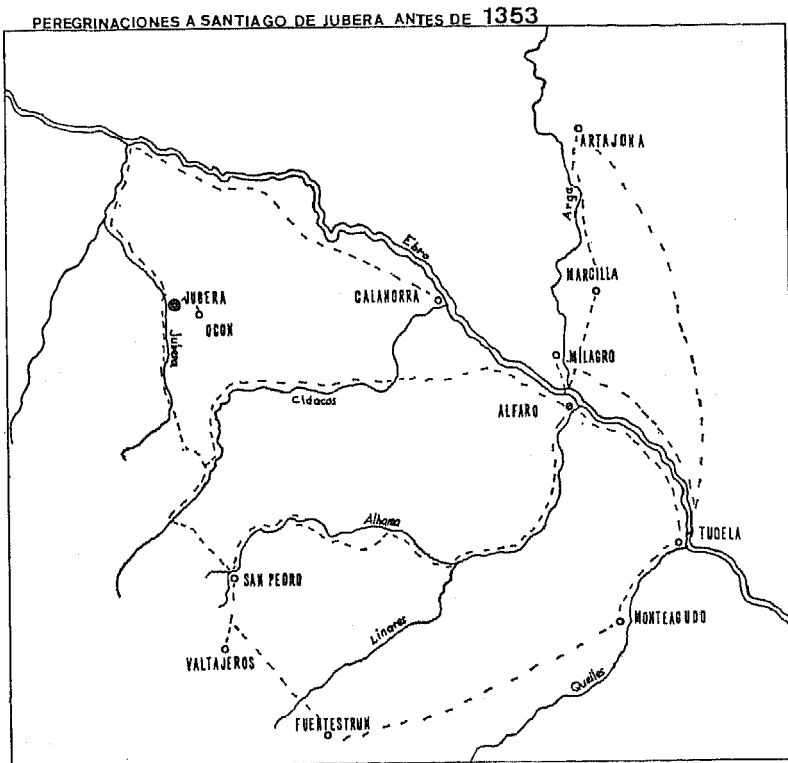 PEREGRINACIONES A SANTIAGO DE JUBERA ANTES DE 1353
ARTAJONA
Arga
Ebro
MARCILLA
JUBERA
CALAHORRA
OCON
Jubera
MILAGRO
Cidacos
ALFARO
Alhama
TUDELA
SAN PEDRO
Linares
MONTEAGUDO
VALTAJEROS
Queiles
FUENTESTRUN